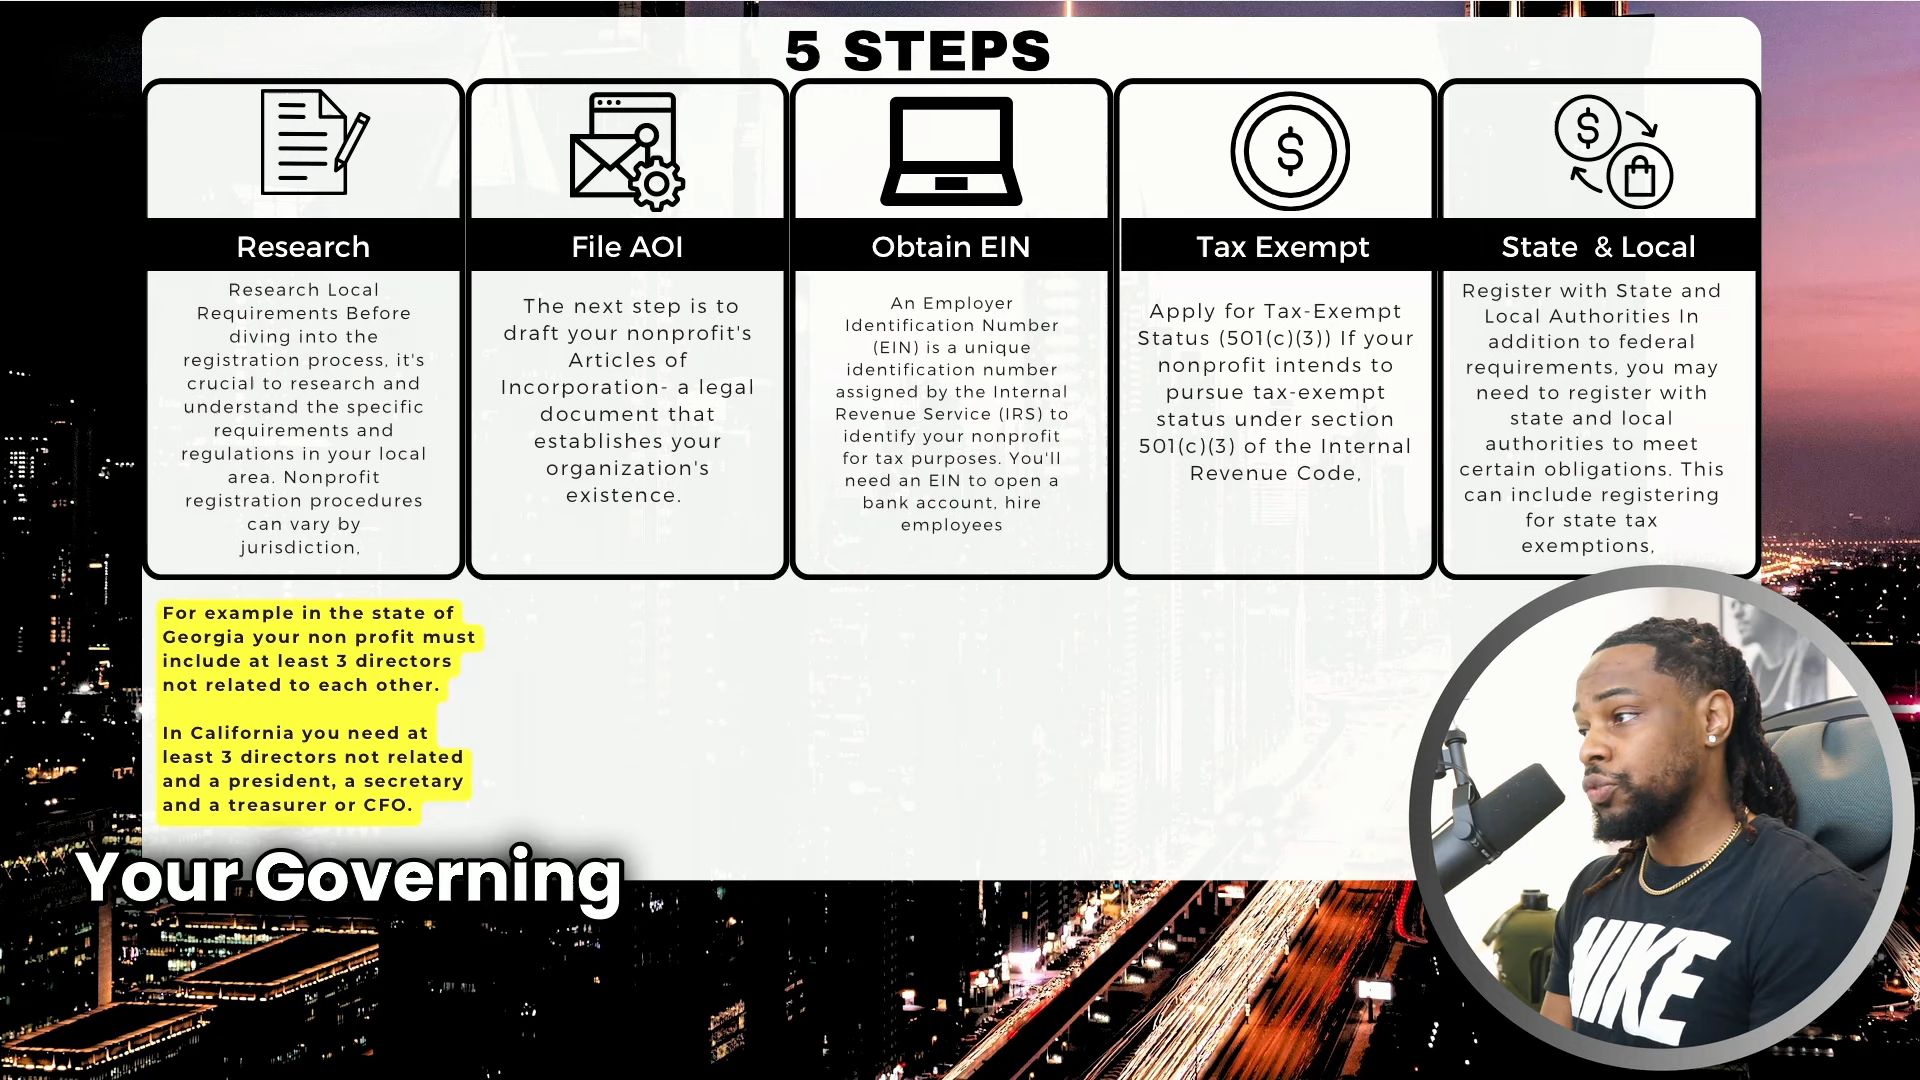 5 STEPS
Research
Research Local
Requirements Before
diving into the
registration process, it's
crucial to research and
understand the specific
requirements and
regulations in your local
area. Nonprofit
registration procedures
can vary by
jurisdiction,
File AOI
The next step is to
draft your nonprofit's
Articles of
Incorporation- a legal
document that
establishes your
organization's
existence.
Obtain EIN
An Employer
Identification Number
(EIN) is a unique
identification number
assigned by the Internal
Revenue Service (IRS) to
identify your nonprofit
for tax purposes. You'll
need an EIN to open a
bank account, hire
employees
Tax Exempt
Apply for Tax-Exempt
Status (501(c)(3)) If your
nonprofit intends to
pursue tax-exempt
status under section
501(c)(3) of the Internal
Revenue Code,
State & Local
Register with State and
Local Authorities In
addition to federal
requirements, you may
need to register with
state and local
authorities to meet
certain obligations. This
can include registering
for state tax
exemptions,
For example in the state of
Georgia your non profit must
include at least 3 directors
not related to each other.
In California you need at
least 3 directors not related
and a president, a secretary
and a treasurer or CFO.
Your Governing
NIKE